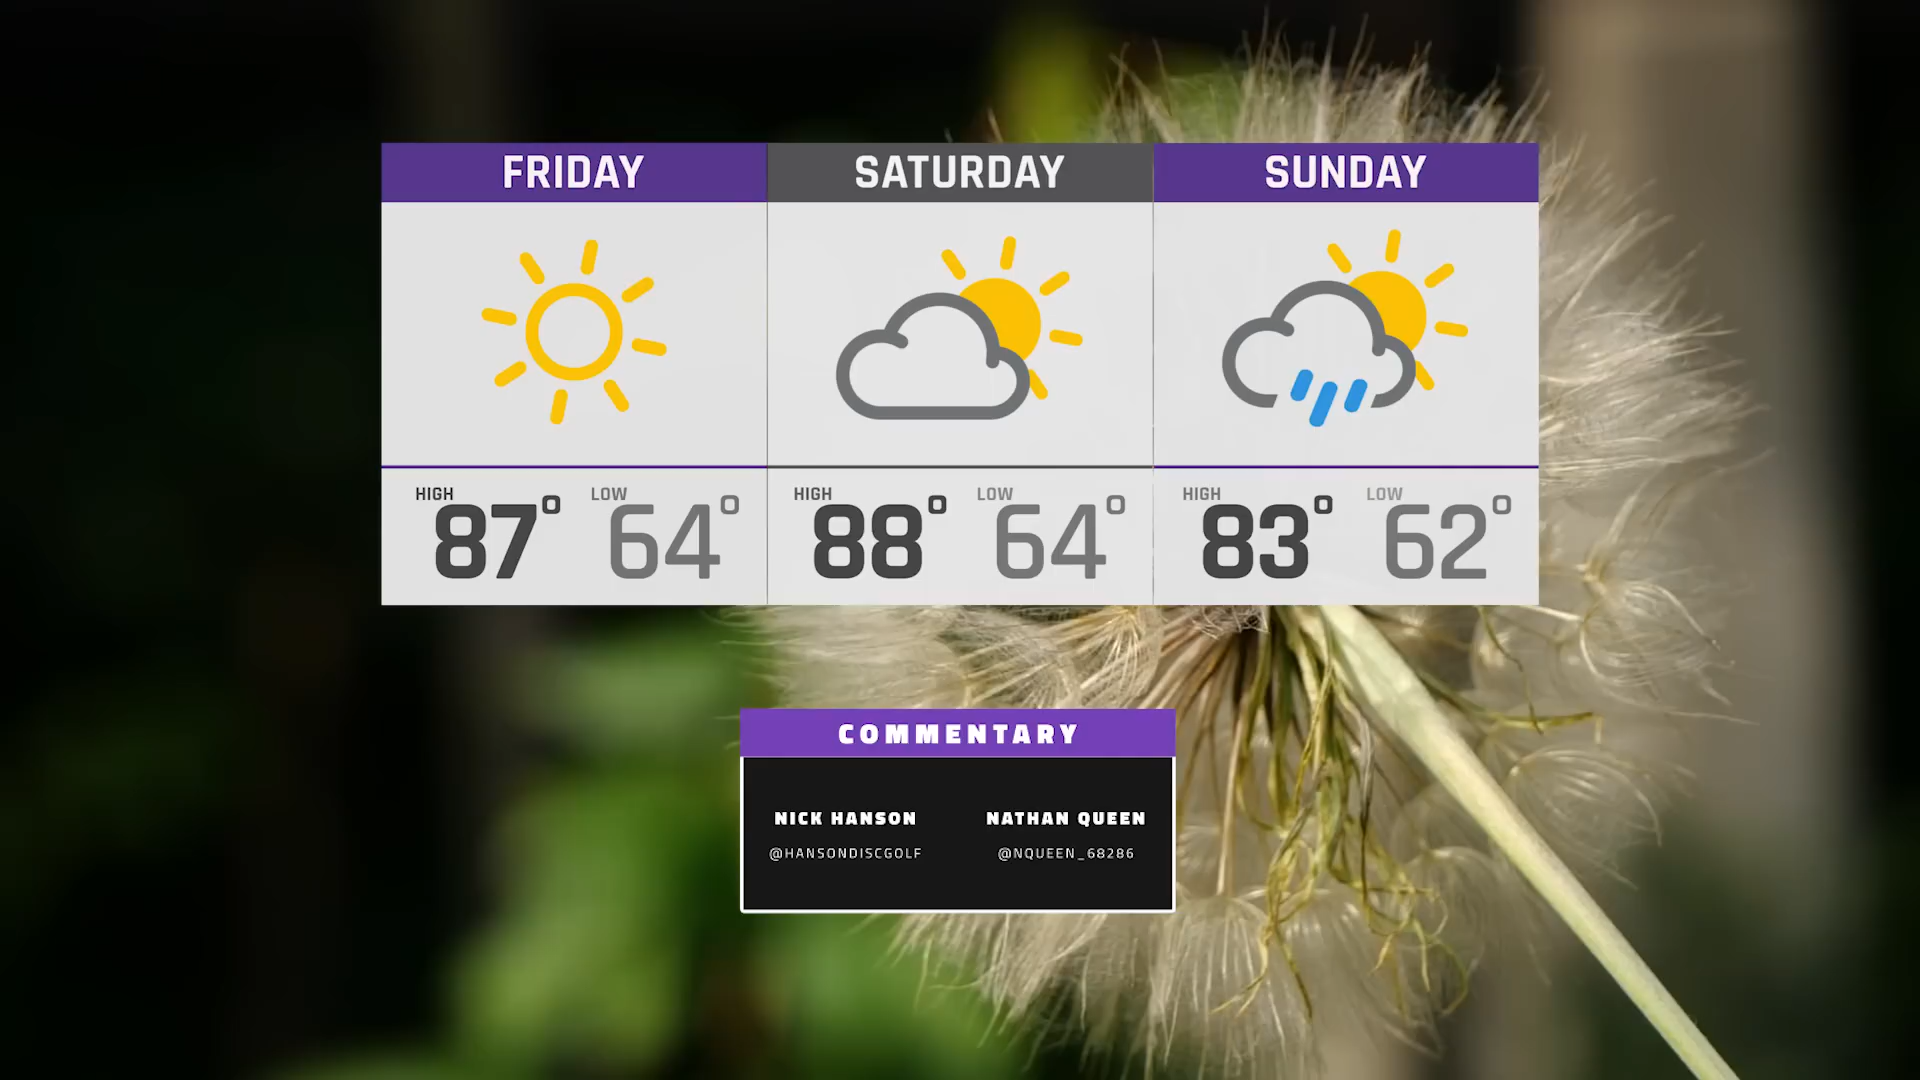 FRIDAY
SATURDAY
SUNDAY
HIGH
87°
LOW
64°
HIGH
88°
LOW
64°
HIGH
83°
LOW
62°
COMMENTARY
NICK HANSON
NATHAN QUEEN
@HANSONDISCGOLF
@NQUEEN_68286